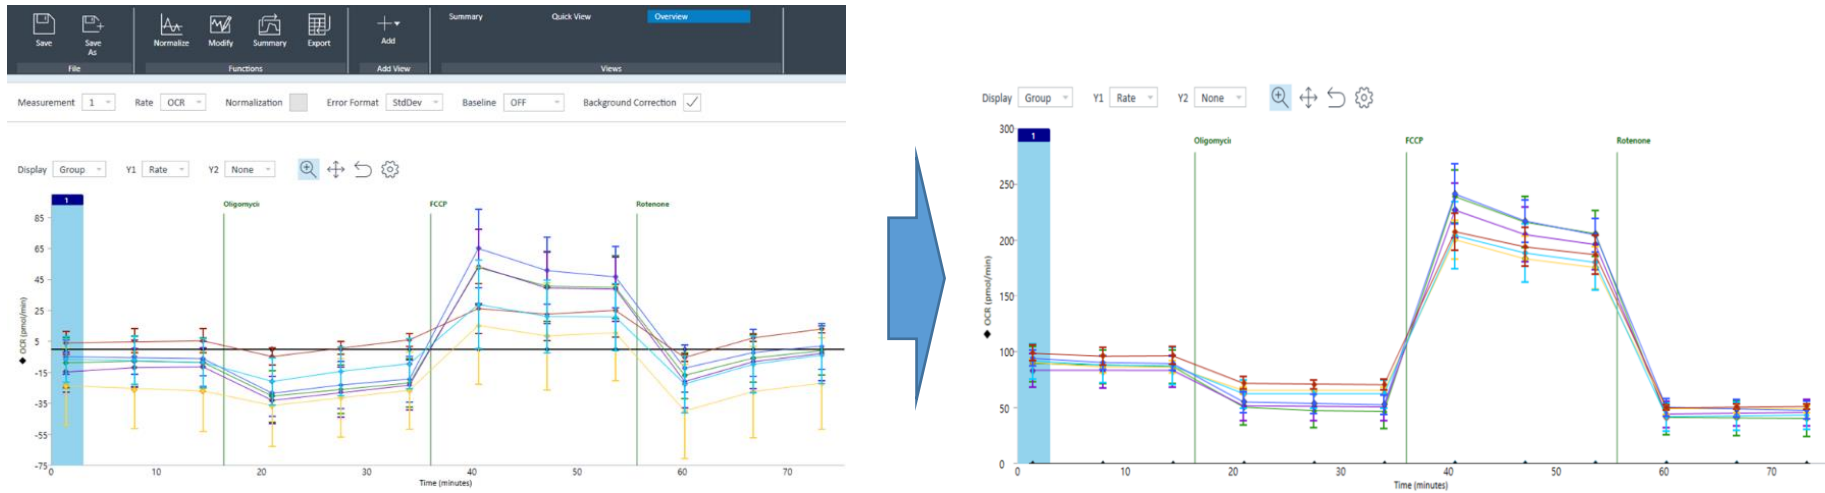 Save
Save As
Normalize
Modify
Summary
Export
Add
File
Functions
Add View
Views
Summary
Quick View
Overview
Measurement 1 Rate OCR Normalization Error Format StdDev Baseline OFF Background Correction
Display Group Y1 Rate Y2 None
1
Oligomycin
FCCP
Rotenone
85
65
45
25
5
-15
-35
-55
-75
OCR (pmol/min)
0 10 20 30 40 50 60 70
Time (minutes)
Display Group Y1 Rate Y2 None
1
Oligomycin
FCCP
Rotenone
300
250
200
150
100
50
0
OCR (pmol/min)
0 10 20 30 40 50 60 70
Time (minutes)